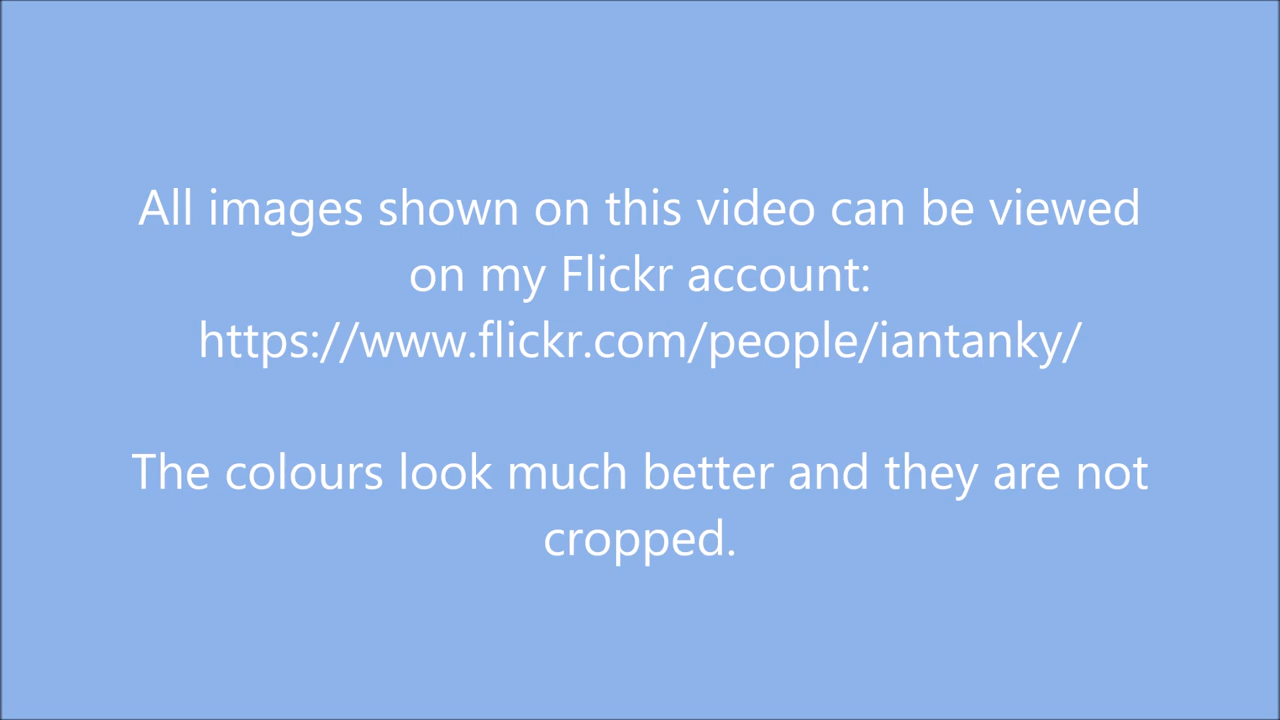 All images shown on this video can be viewed
on my Flickr account:
https://www.flickr.com/people/iantanky/
The colours look much better and they are not
cropped.